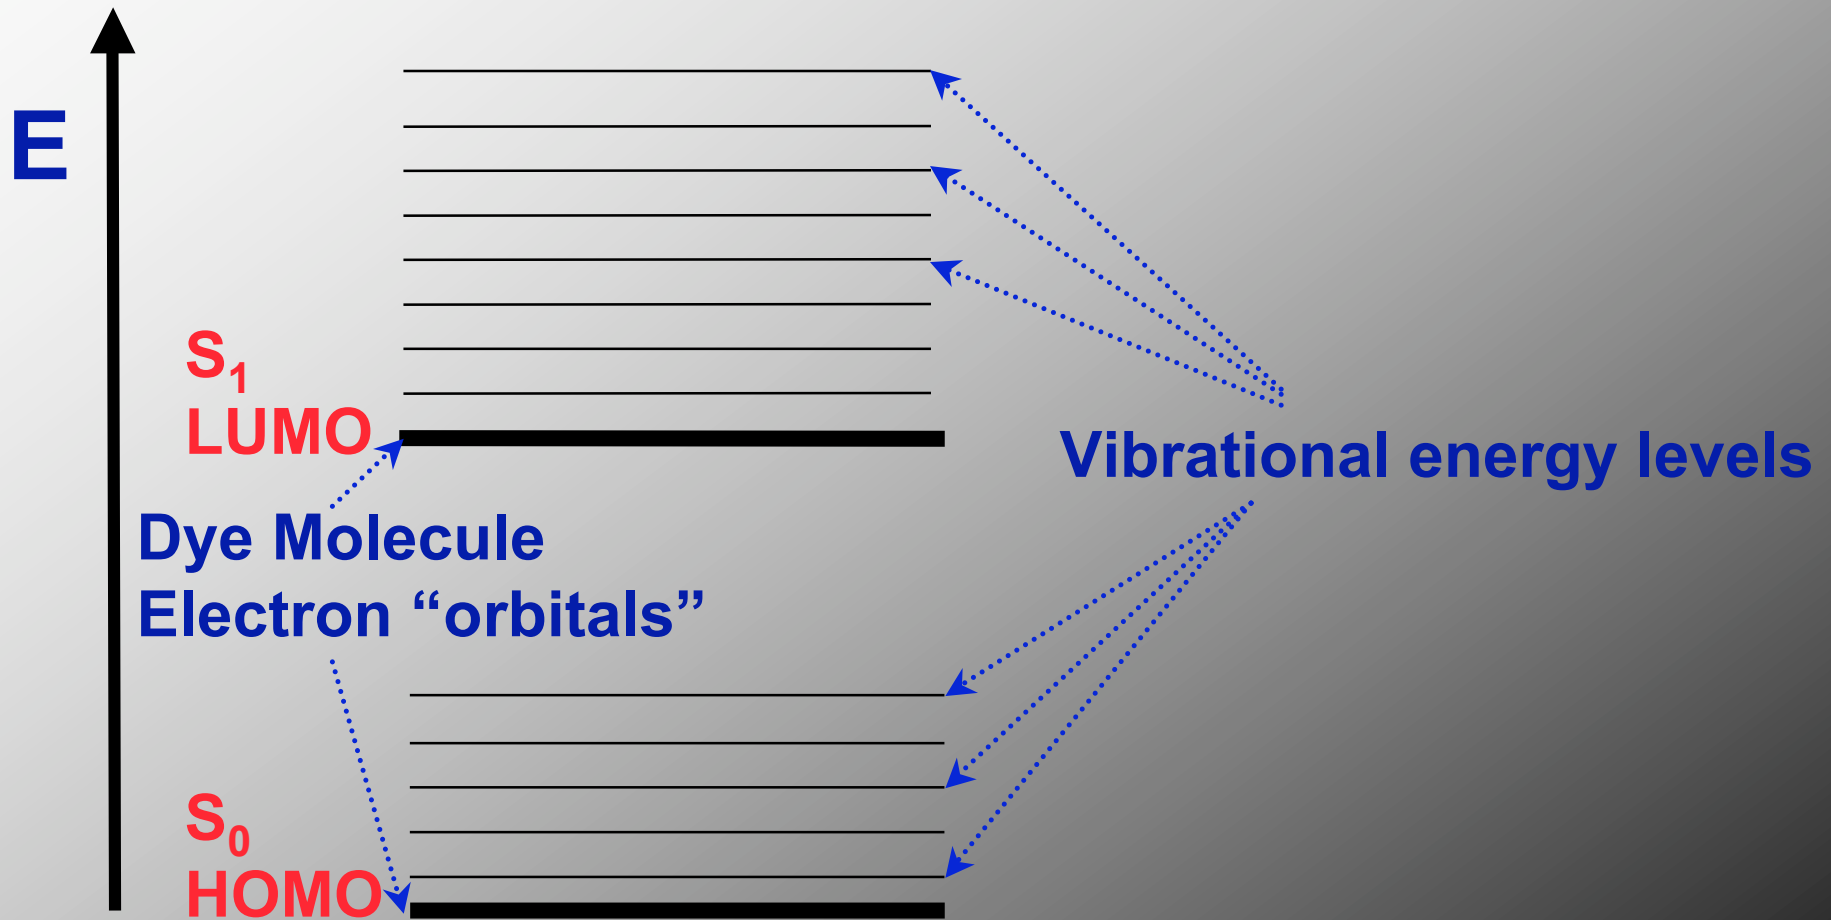 E
S₁
LUMO
Vibrational energy levels
Dye Molecule
Electron “orbitals”
S₀
HOMO